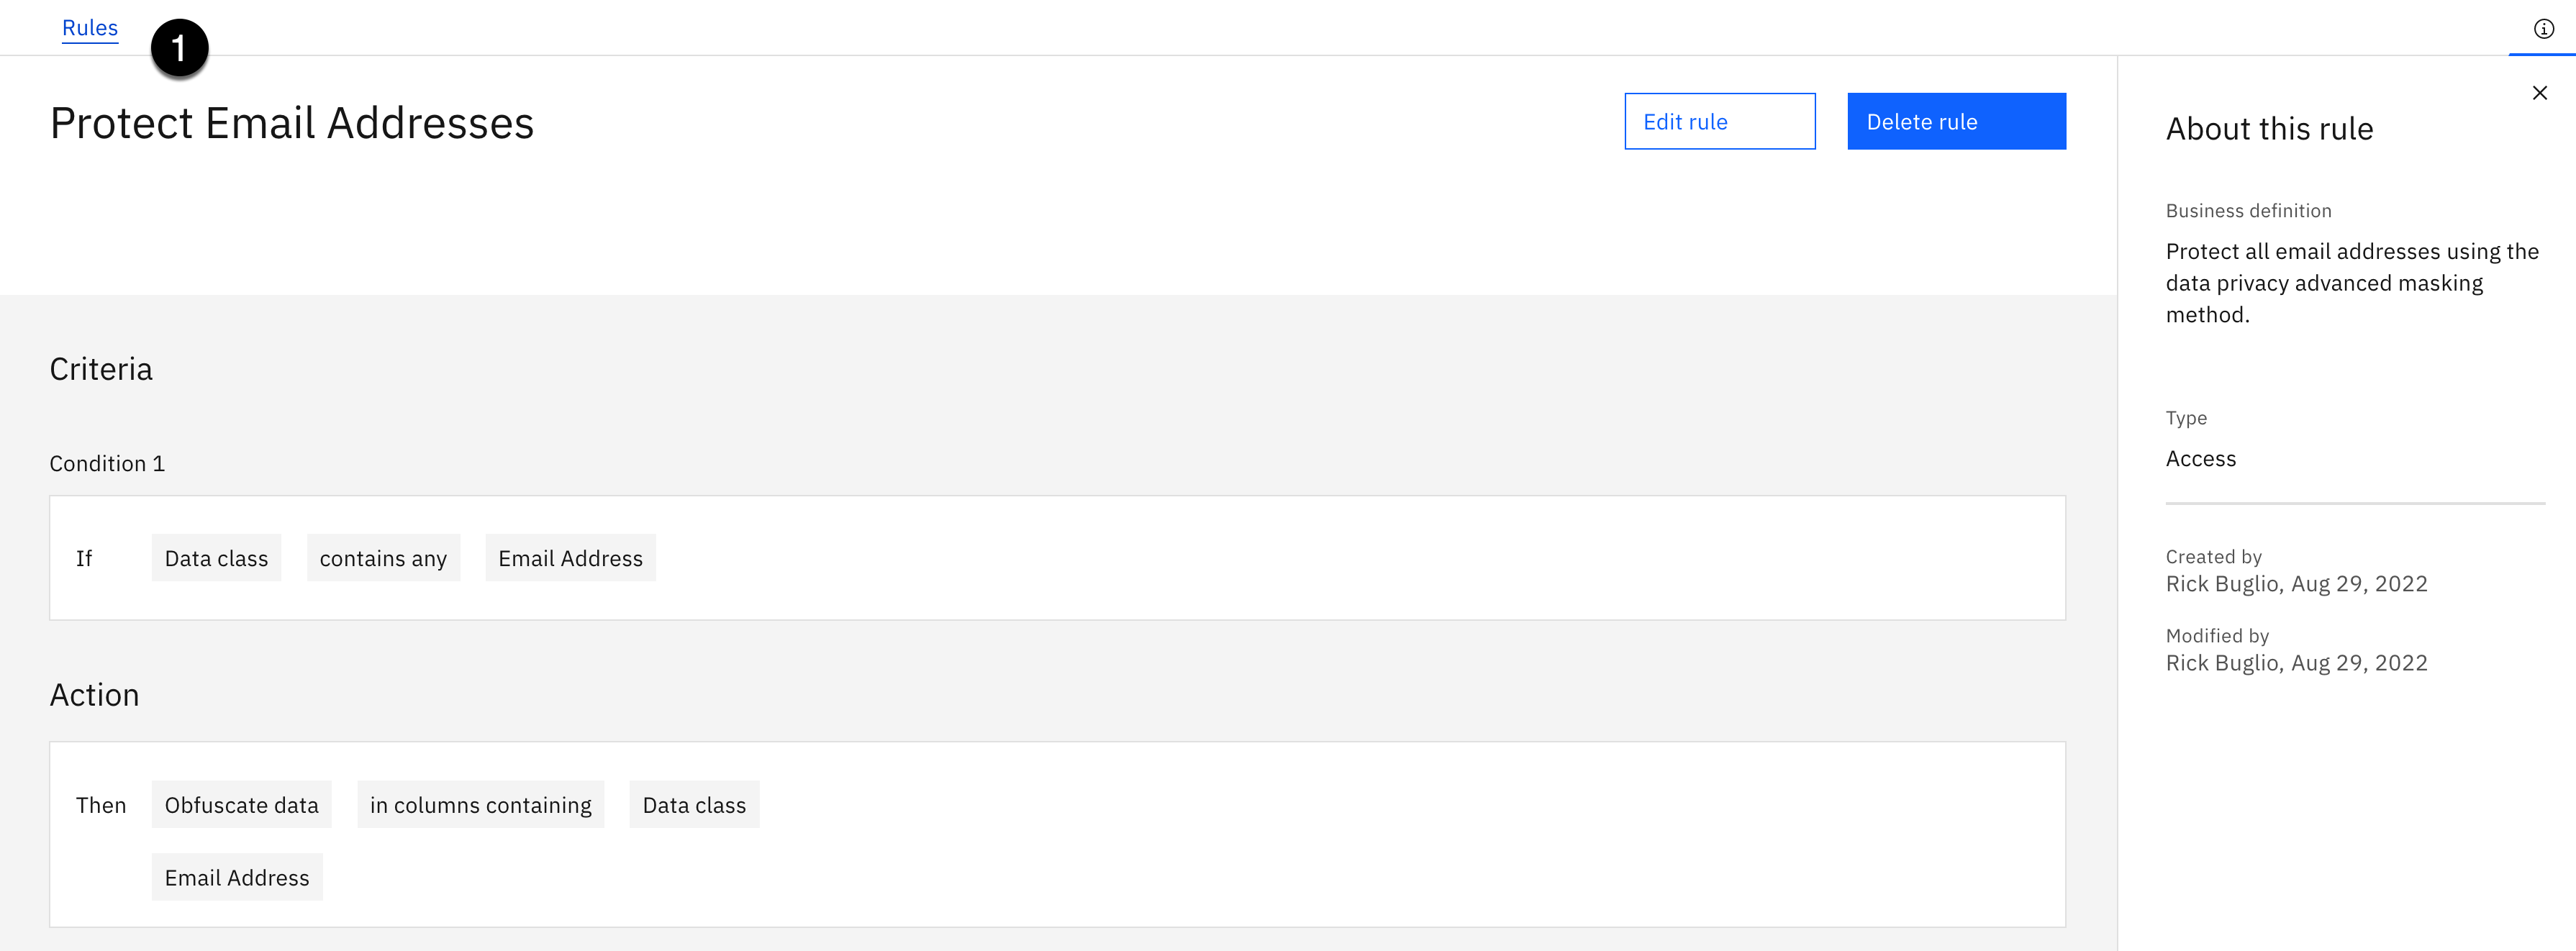 Rules
1
Protect Email Addresses
Edit rule
Delete rule
Criteria
Condition 1
If Data class contains any Email Address
Action
Then Obfuscate data in columns containing Data class
Email Address
About this rule
Business definition
Protect all email addresses using the
data privacy advanced masking
method.
Type
Access
Created by
Rick Buglio, Aug 29, 2022
Modified by
Rick Buglio, Aug 29, 2022